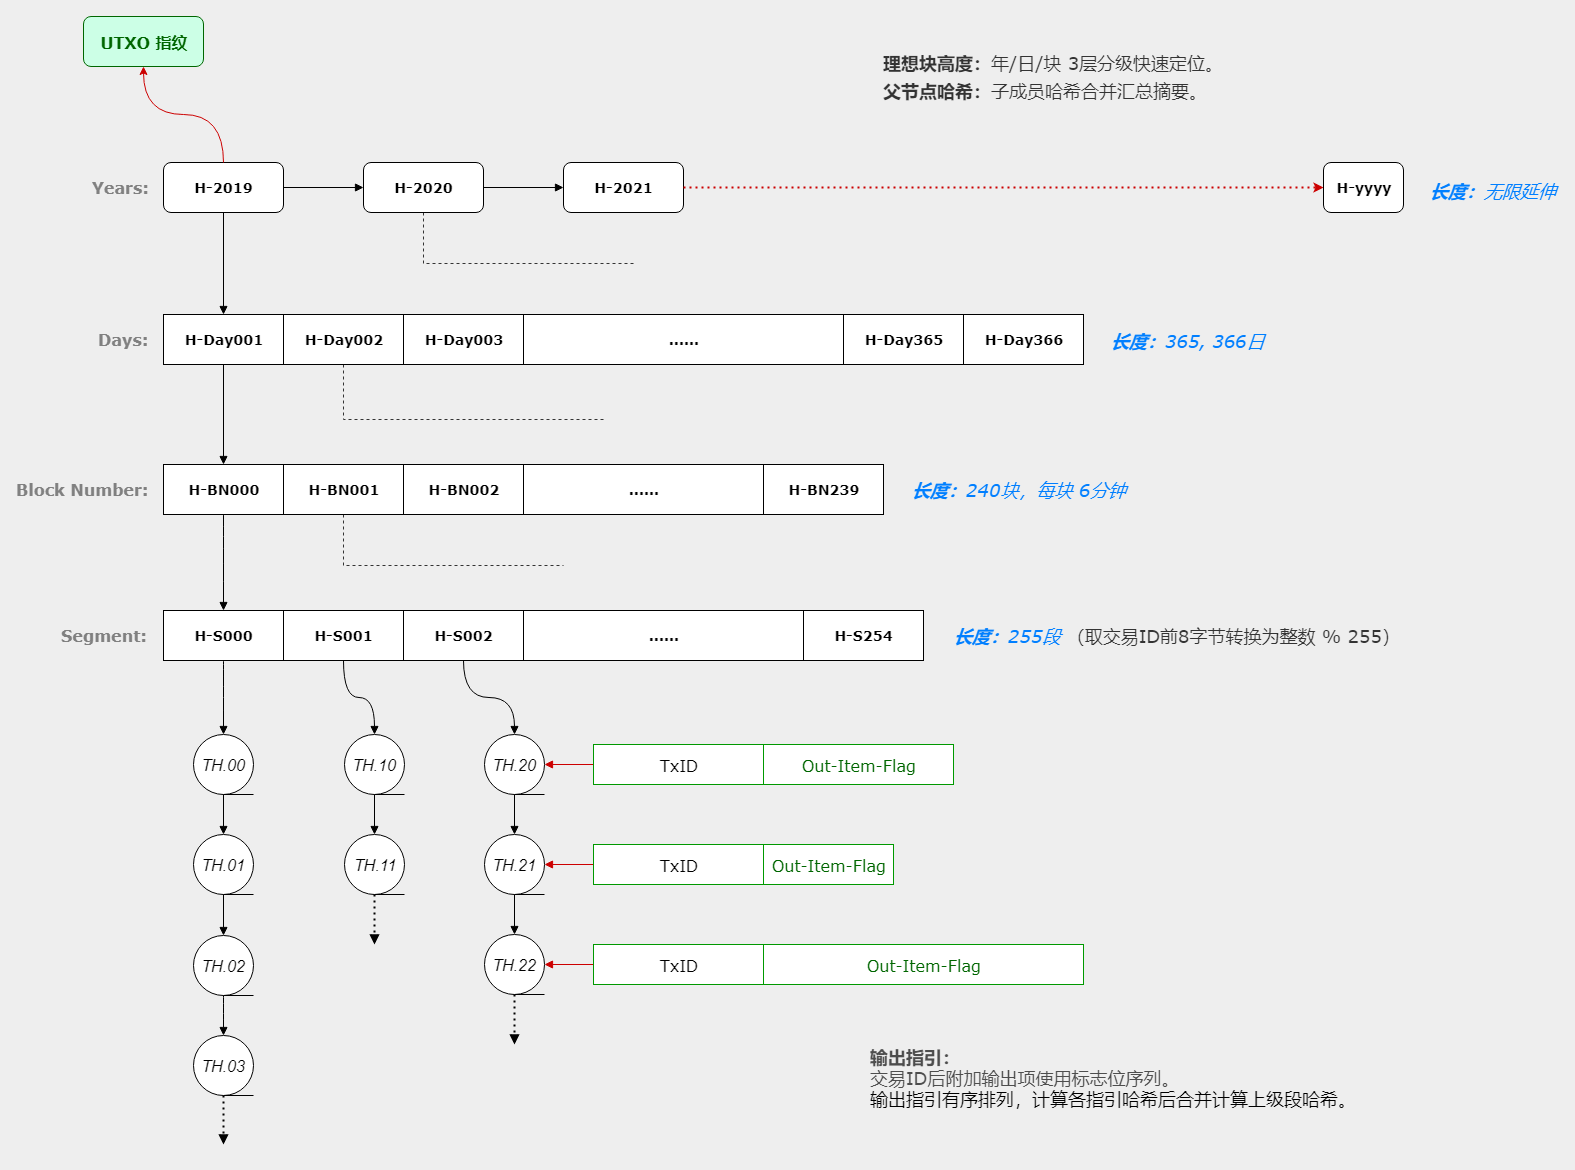 UTXO 指纹
理想块高度：年/日/块 3层分级快速定位。
父节点哈希：子成员哈希合并汇总摘要。
Years:
H-2019
H-2020
H-2021
H-yyyy
长度：无限延伸
Days:
H-Day001
H-Day002
H-Day003
......
H-Day365
H-Day366
长度：365, 366日
Block Number:
H-BN000
H-BN001
H-BN002
......
H-BN239
长度：240块，每块 6分钟
Segment:
H-S000
H-S001
H-S002
......
H-S254
长度：255段 （取交易ID前8字节转换为整数 % 255）
TH.00
TH.10
TH.20
TxID
Out-Item-Flag
TH.01
TH.11
TH.21
TxID
Out-Item-Flag
TH.02
TH.22
TxID
Out-Item-Flag
TH.03
输出指引：
交易ID后附加输出项使用标志位序列。
输出指引有序排列，计算各指引哈希后合并计算上级段哈希。